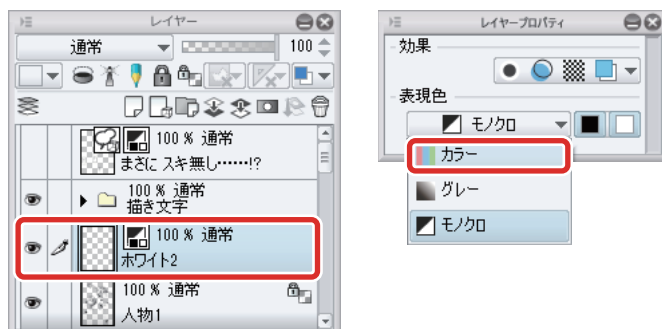 レイヤー
通常 100
100 % 通常
まさに スキ無し……!?
100 % 通常
描き文字
100 % 通常
ホワイト2
100 % 通常
人物1
レイヤープロパティ
効果
表現色
モノクロ
カラー
グレー
モノクロ